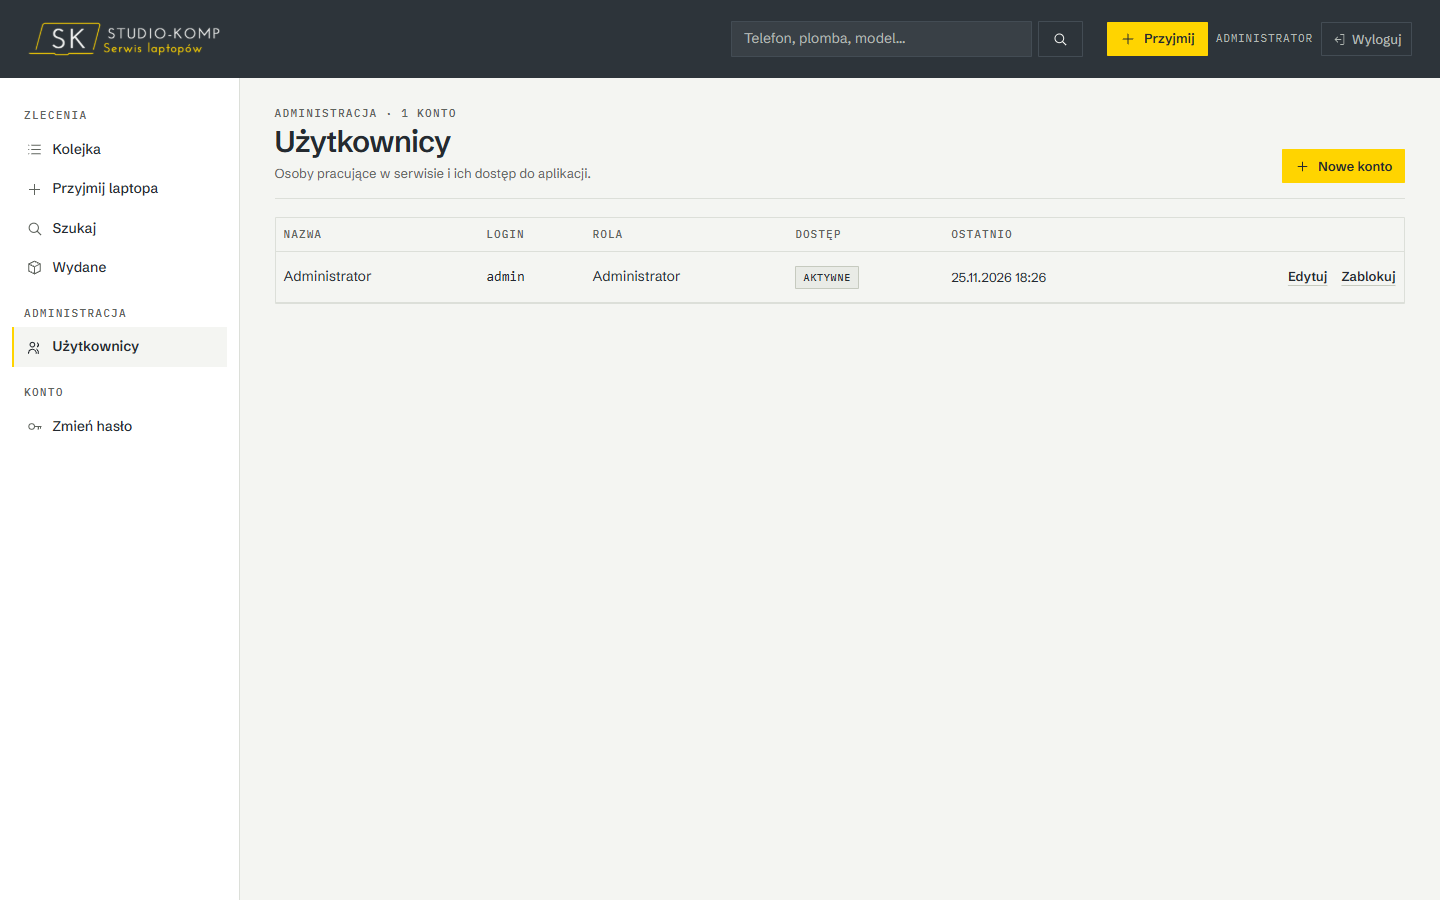 SK STUDIO-KOMP
Serwis laptopów
Telefon, plomba, model...
Przyjmij
ADMINISTRATOR
Wyloguj
ZLECENIA
Kolejka
Przyjmij laptopa
Szukaj
Wydane
ADMINISTRACJA
Użytkownicy
KONTO
Zmień hasło
ADMINISTRACJA · 1 KONTO
Użytkownicy
Osoby pracujące w serwisie i ich dostęp do aplikacji.
Nowe konto
NAZWA LOGIN ROLA DOSTĘP OSTATNIO
Administrator admin Administrator AKTYWNE 25.11.2026 18:26 Edytuj Zablokuj